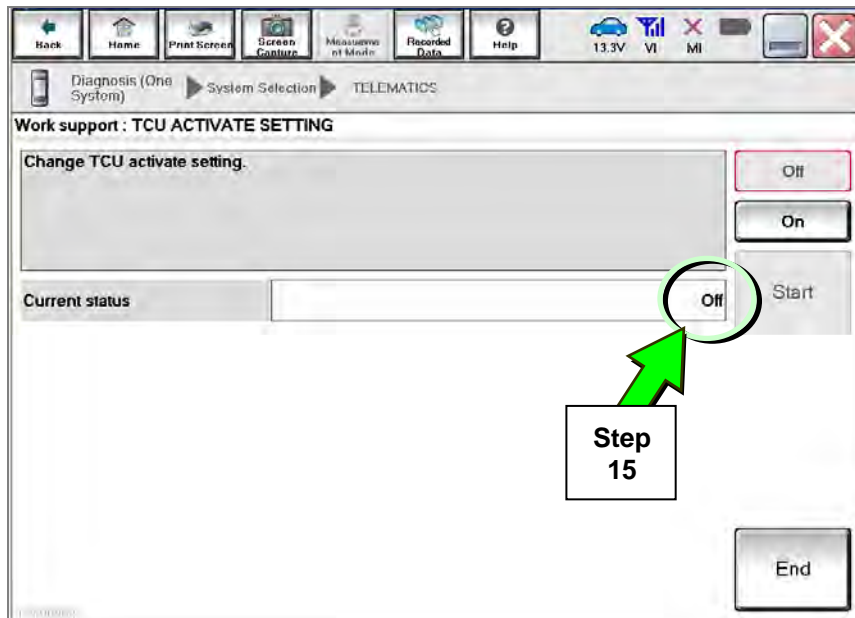 Back Home Print Screen Screen Capture Measurement Mode Recorded Data Help 13.3V VI MI
Diagnosis (One System) System Selection TELEMATICS
Work support : TCU ACTIVATE SETTING
Change TCU activate setting.
Off
On
Current status Off Start
Step
15
End